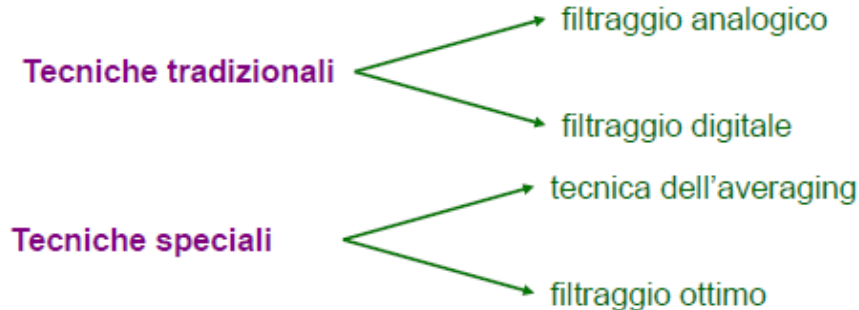 filtraggio analogico
Tecniche tradizionali
filtraggio digitale
tecnica dell'averaging
Tecniche speciali
filtraggio ottimo